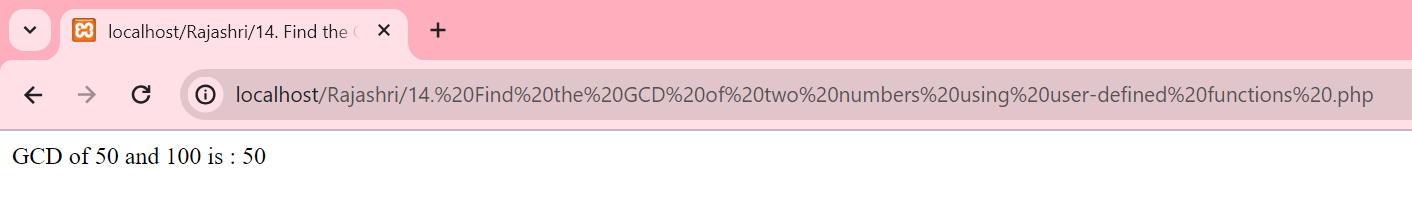 localhost/Rajashri/14. Find the
localhost/Rajashri/14.%20Find%20the%20GCD%20of%20two%20numbers%20using%20user-defined%20functions%20.php
GCD of 50 and 100 is : 50